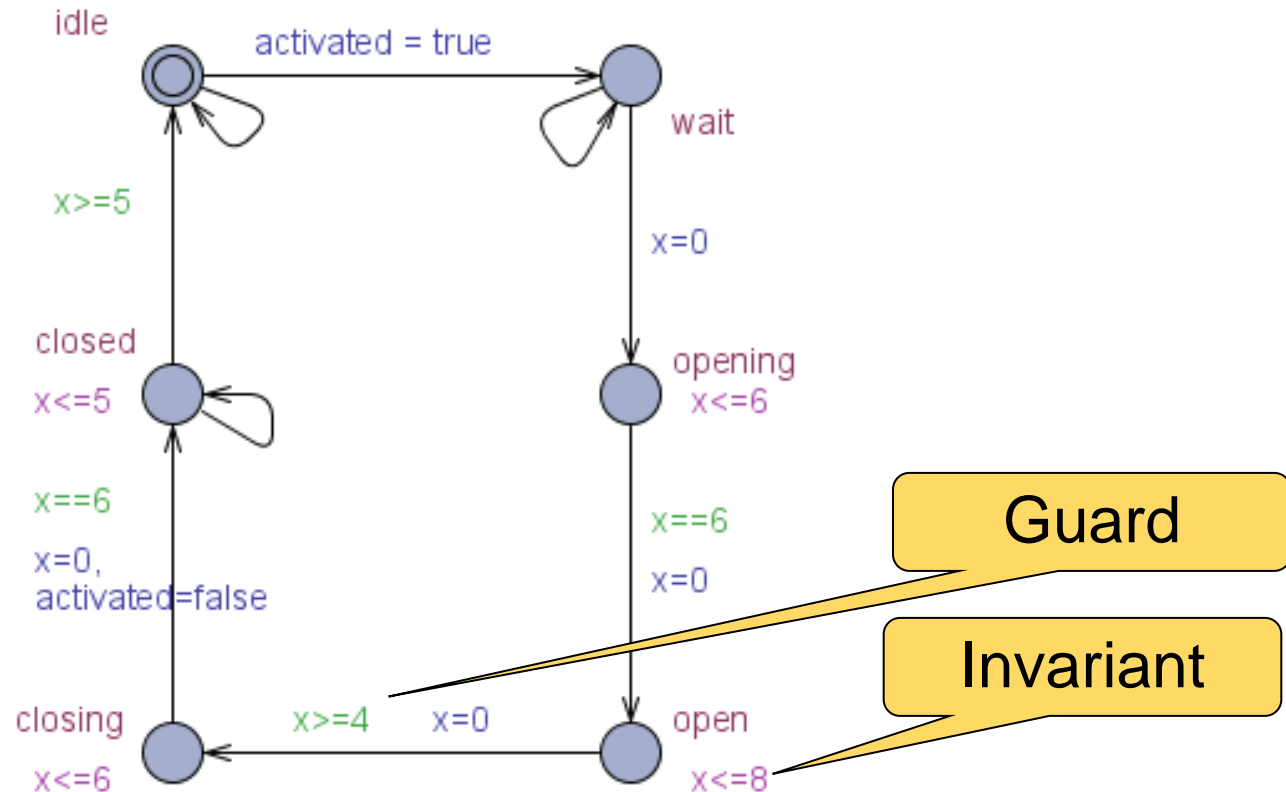 idle
activated = true
wait
x>=5
x=0
closed
x<=5
opening
x<=6
x==6
x=0,
activated=false
x==6
x=0
Guard
Invariant
closing
x<=6
x>=4
x=0
open
x<=8